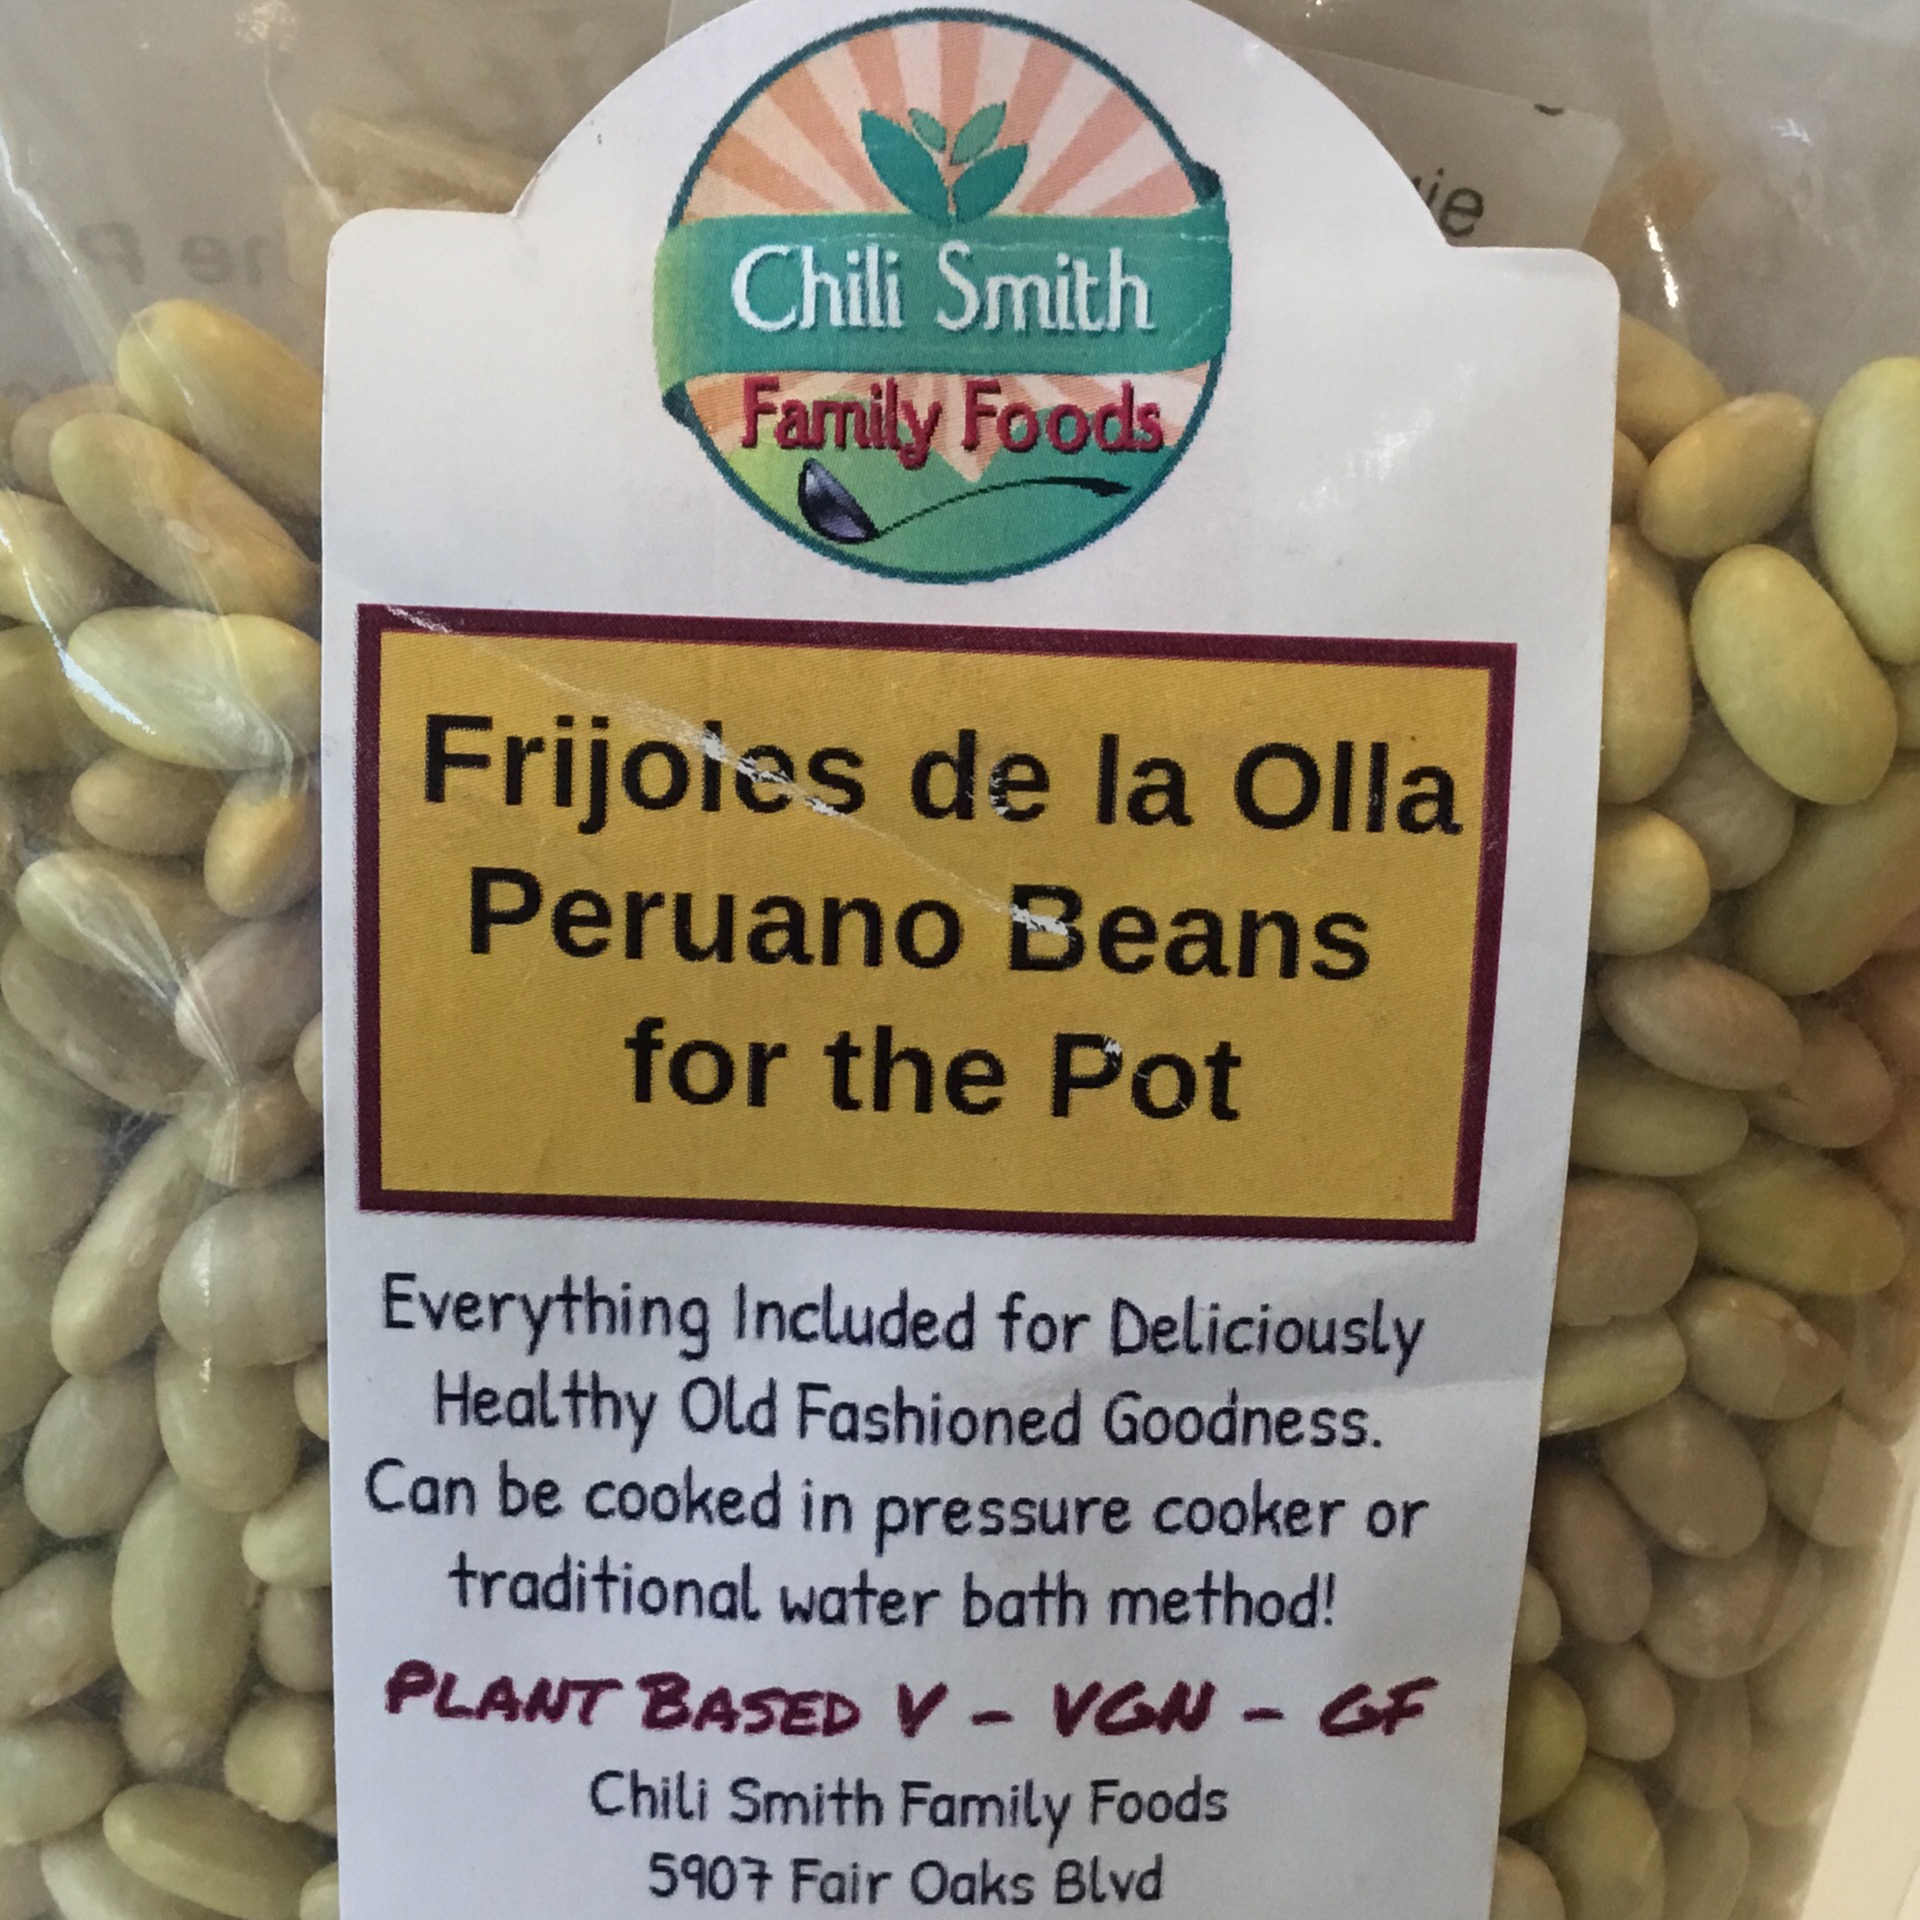 Chili Smith
Family Foods
Frijoles de la Olla
Peruano Beans
for the Pot
Everything Included for Deliciously
Healthy Old Fashioned Goodness.
Can be cooked in pressure cooker or
traditional water bath method!
PLANT BASED V - VGN - GF
Chili Smith Family Foods
5907 Fair Oaks Blvd